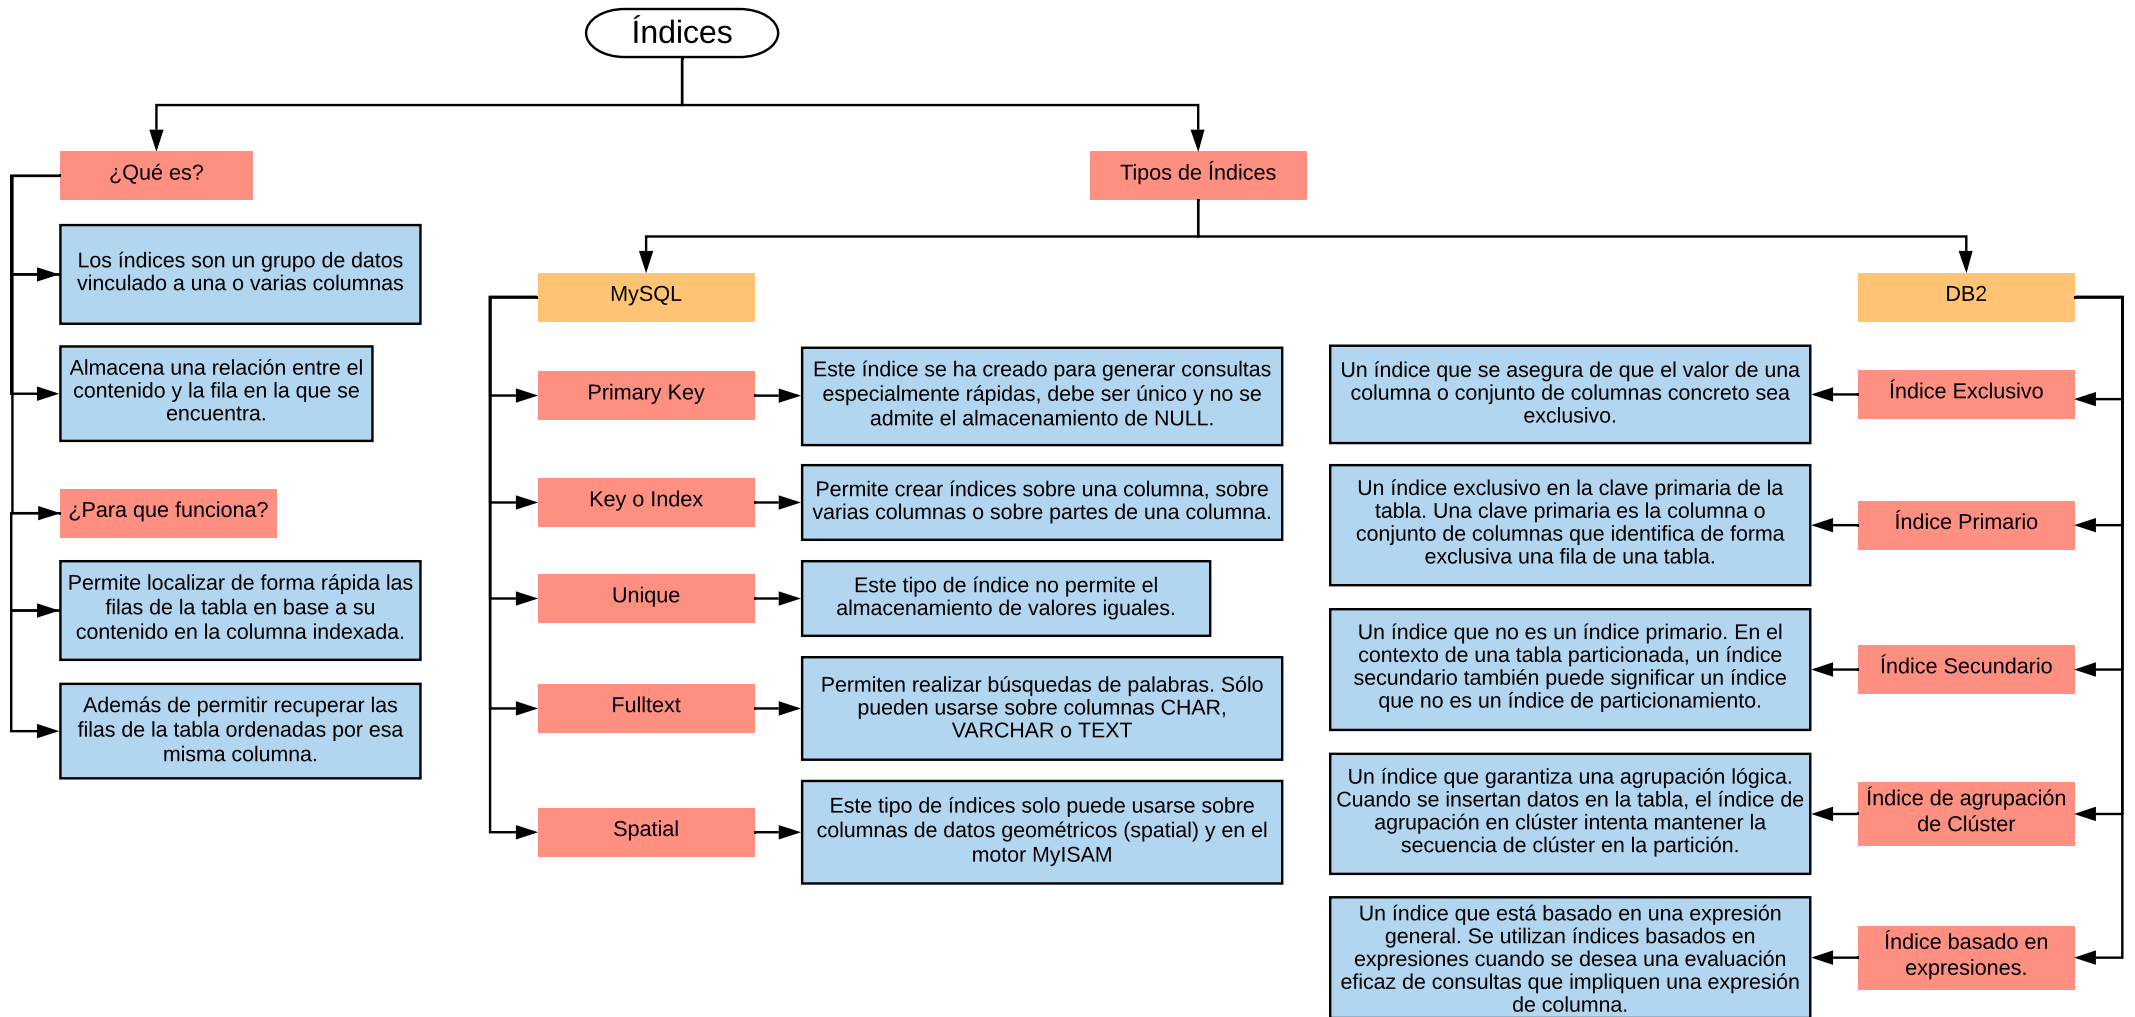 Índices
¿Qué es?
Los índices son un grupo de datos
vinculado a una o varias columnas
Almacena una relación entre el
contenido y la fila en la que se
encuentra.
¿Para que funciona?
Permite localizar de forma rápida las
filas de la tabla en base a su
contenido en la columna indexada.
Además de permitir recuperar las
filas de la tabla ordenadas por esa
misma columna.
Tipos de Índices
MySQL
Primary Key
Este índice se ha creado para generar consultas
especialmente rápidas, debe ser único y no se
admite el almacenamiento de NULL.
Key o Index
Permite crear índices sobre una columna, sobre
varias columnas o sobre partes de una columna.
Unique
Este tipo de índice no permite el
almacenamiento de valores iguales.
Fulltext
Permiten realizar búsquedas de palabras. Sólo
pueden usarse sobre columnas CHAR,
VARCHAR o TEXT
Spatial
Este tipo de índices solo puede usarse sobre
columnas de datos geométricos (spatial) y en el
motor MyISAM
DB2
Índice Exclusivo
Un índice que se asegura de que el valor de una
columna o conjunto de columnas concreto sea
exclusivo.
Índice Primario
Un índice exclusivo en la clave primaria de la
tabla. Una clave primaria es la columna o
conjunto de columnas que identifica de forma
exclusiva una fila de una tabla.
Índice Secundario
Un índice que no es un índice primario. En el
contexto de una tabla particionada, un índice
secundario también puede significar un índice
que no es un índice de particionamiento.
Índice de agrupación
de Clúster
Un índice que garantiza una agrupación lógica.
Cuando se insertan datos en la tabla, el índice de
agrupación en clúster intenta mantener la
secuencia de clúster en la partición.
Índice basado en
expresiones.
Un índice que está basado en una expresión
general. Se utilizan índices basados en
expresiones cuando se desea una evaluación
eficaz de consultas que impliquen una expresión
de columna.